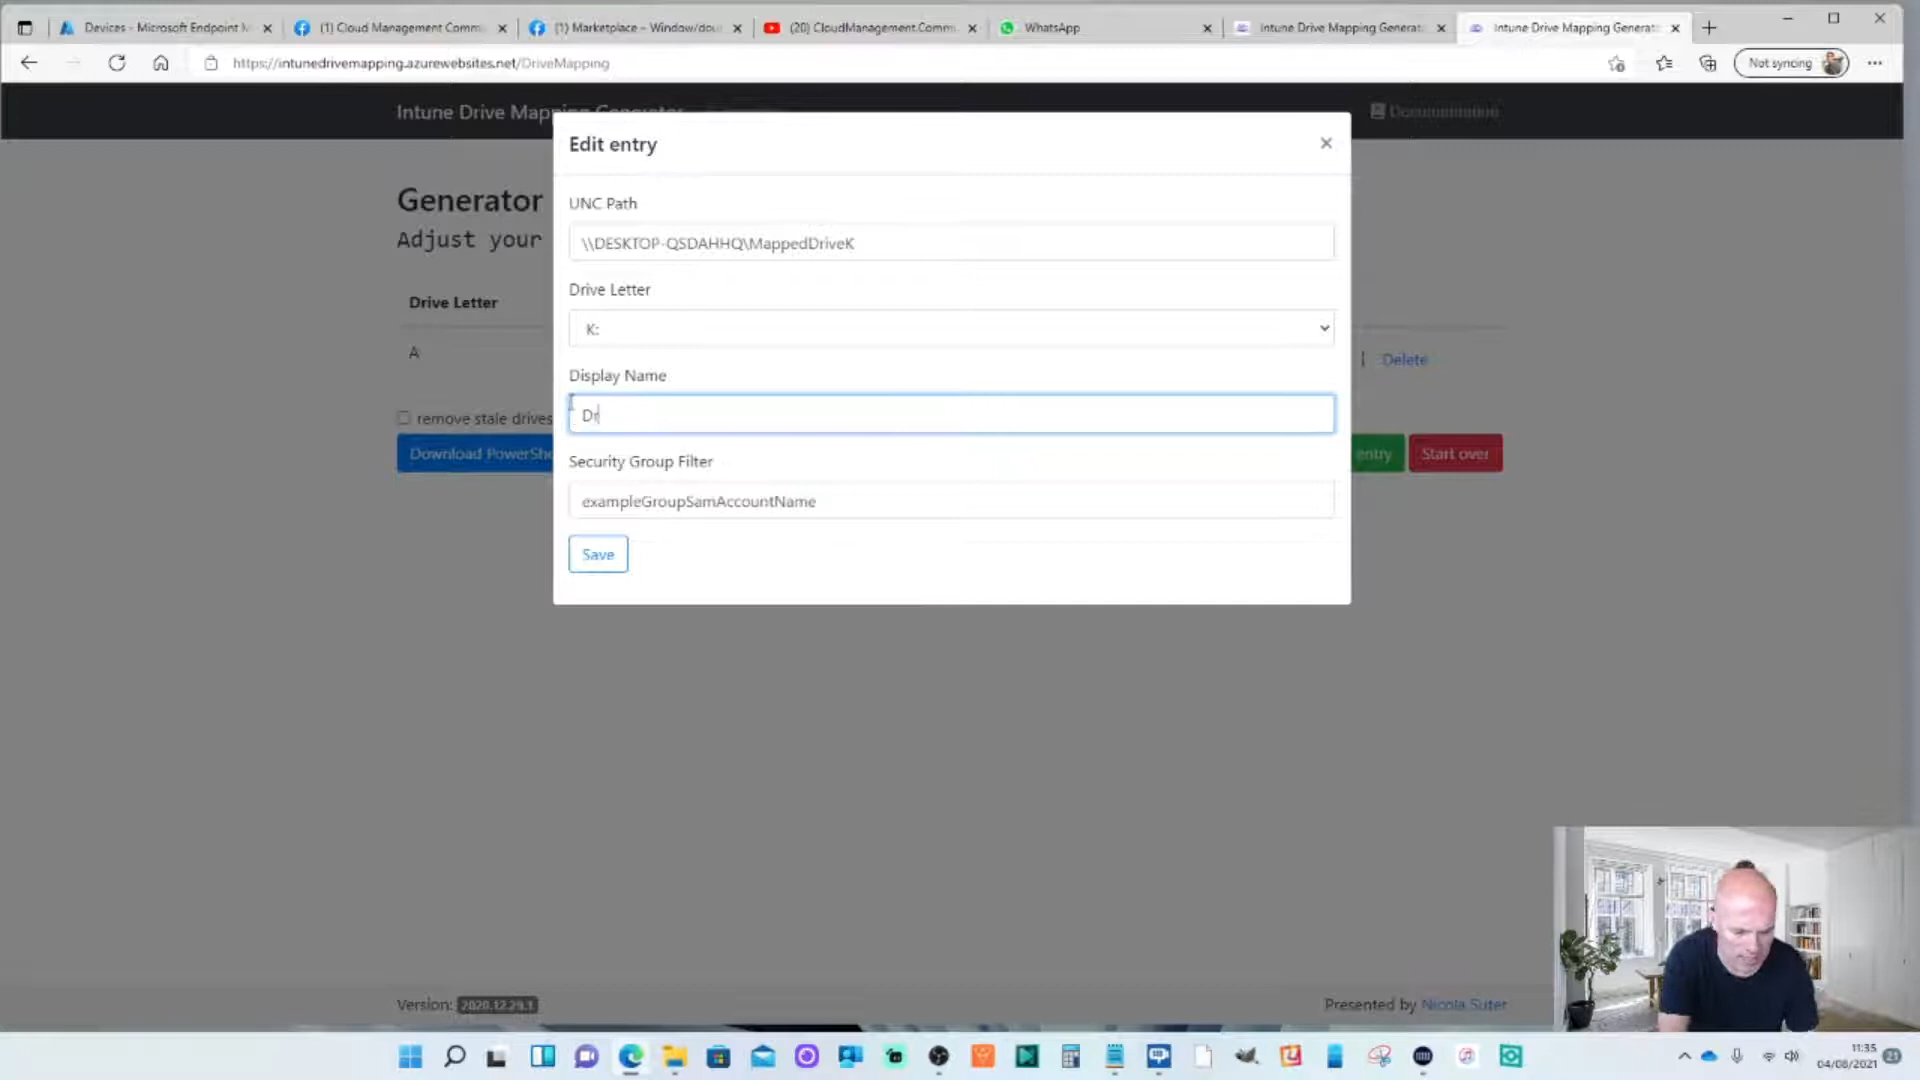 Devices - Microsoft Endpoint M
(1) Cloud Management Comm
(1) Marketplace – Window/dou
(20) CloudManagement.Comm
WhatsApp
Intune Drive Mapping Generat
Intune Drive Mapping Generat
https://intunedrivemapping.azurewebsites.net/DriveMapping
Not syncing
Intune Drive Mapping Generator
Documentation
Edit entry
UNC Path
\\DESKTOP-QSDAHHQ\MappedDriveK
Drive Letter
K:
Display Name
Dr
Security Group Filter
exampleGroupSamAccountName
Save
Generator
Adjust your
Drive Letter
A
| Delete
remove stale drives
Download PowerShe
entry
Start over
Version: 2020.12.29.1
Presented by Nicola Suter
11:35
04/08/2021
21